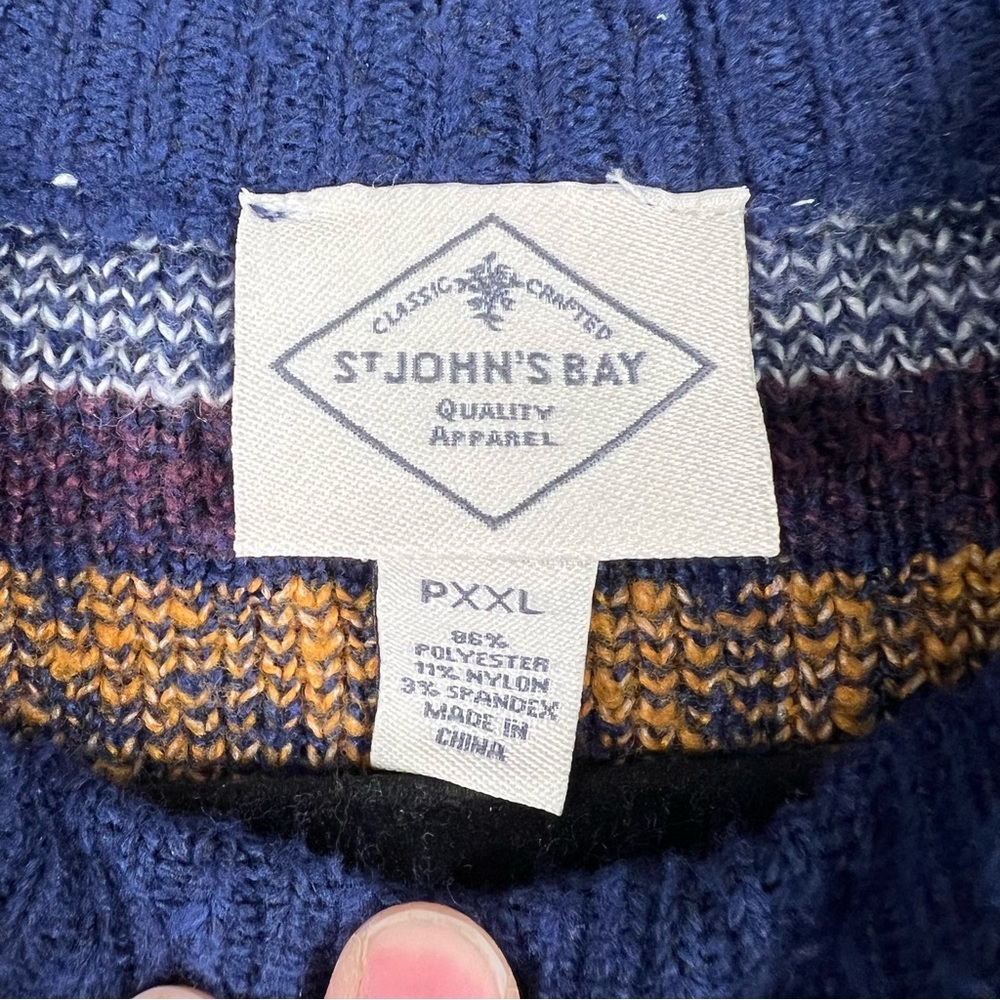 CLASSIC CRAFTED
ST JOHN'S BAY
QUALITY
APPAREL
PXXL
86%
POLYESTER
11% NYLON
3% SPANDEX
MADE IN
CHINA